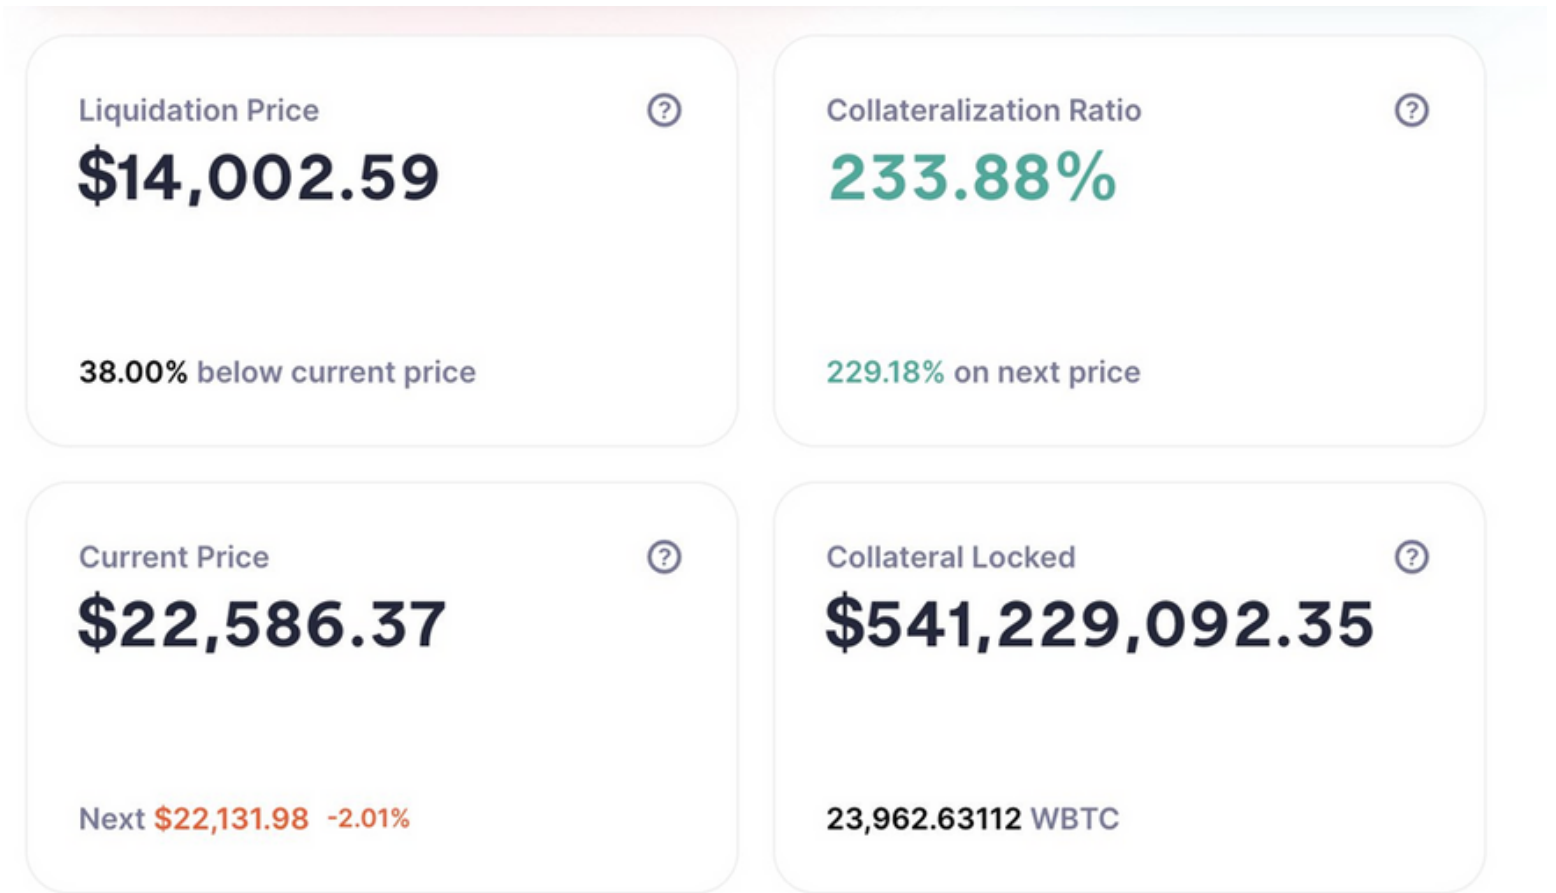 Liquidation Price
$14,002.59
38.00% below current price
Collateralization Ratio
233.88%
229.18% on next price
Current Price
$22,586.37
Next $22,131.98 -2.01%
Collateral Locked
$541,229,092.35
23,962.63112 WBTC